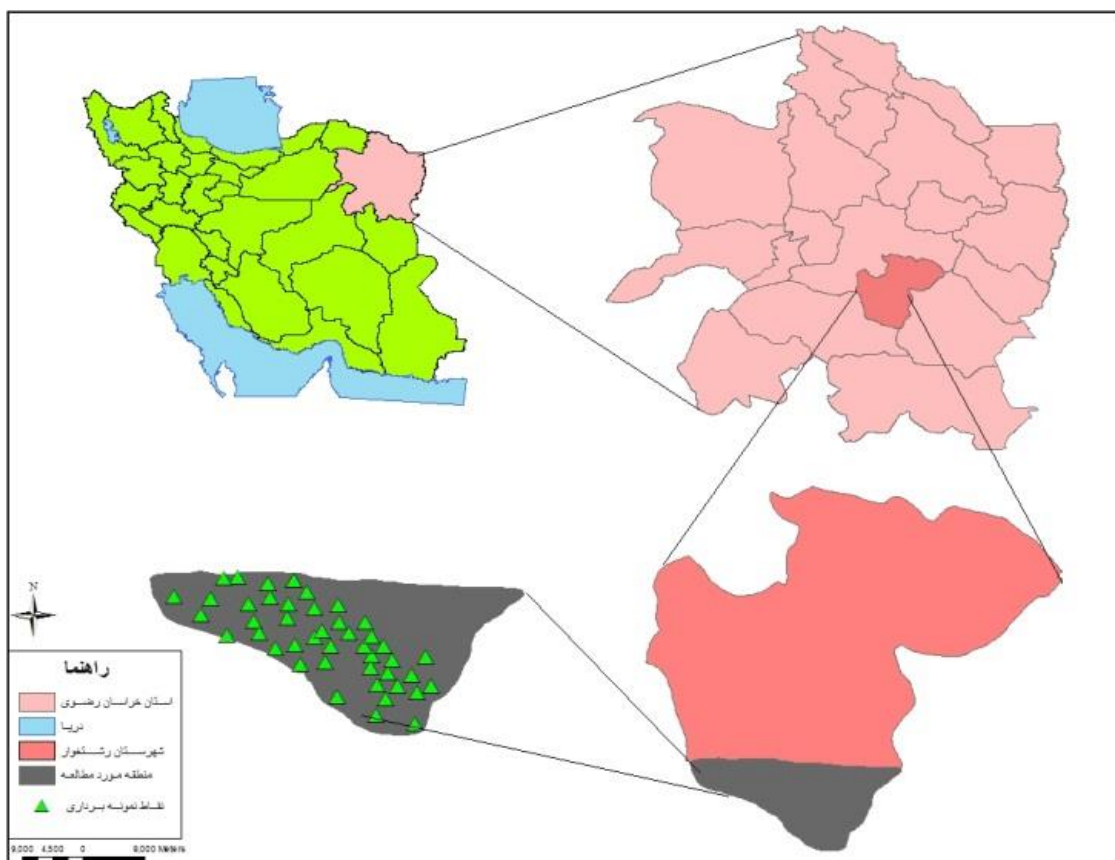 N
راهنما
استان خراسان رضوی
دریا
شهرستان رشتخوار
منطقه مورد مطالعه
نقاط نمونه برداری
9,000 4,500 0 9,000 Meters